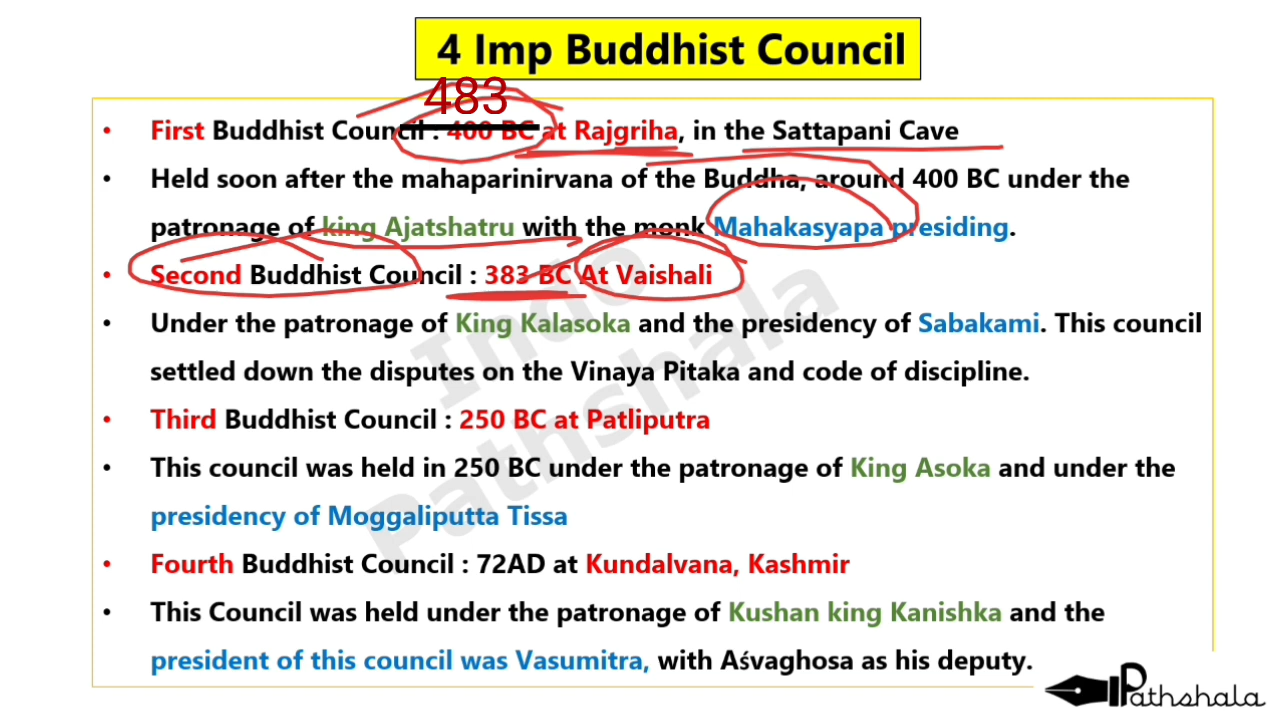 4 Imp Buddhist Council
483
• First Buddhist Council : 400 BC at Rajgriha, in the Sattapani Cave
• Held soon after the mahaparinirvana of the Buddha, around 400 BC under the
patronage of king Ajatshatru with the monk Mahakasyapa presiding.
• Second Buddhist Council : 383 BC At Vaishali
• Under the patronage of King Kalasoka and the presidency of Sabakami. This council
settled down the disputes on the Vinaya Pitaka and code of discipline.
• Third Buddhist Council : 250 BC at Patliputra
• This council was held in 250 BC under the patronage of King Asoka and under the
presidency of Moggaliputta Tissa
• Fourth Buddhist Council : 72AD at Kundalvana, Kashmir
• This Council was held under the patronage of Kushan king Kanishka and the
president of this council was Vasumitra, with Aśvaghosa as his deputy.
Indo
Pathshala
Pathshala